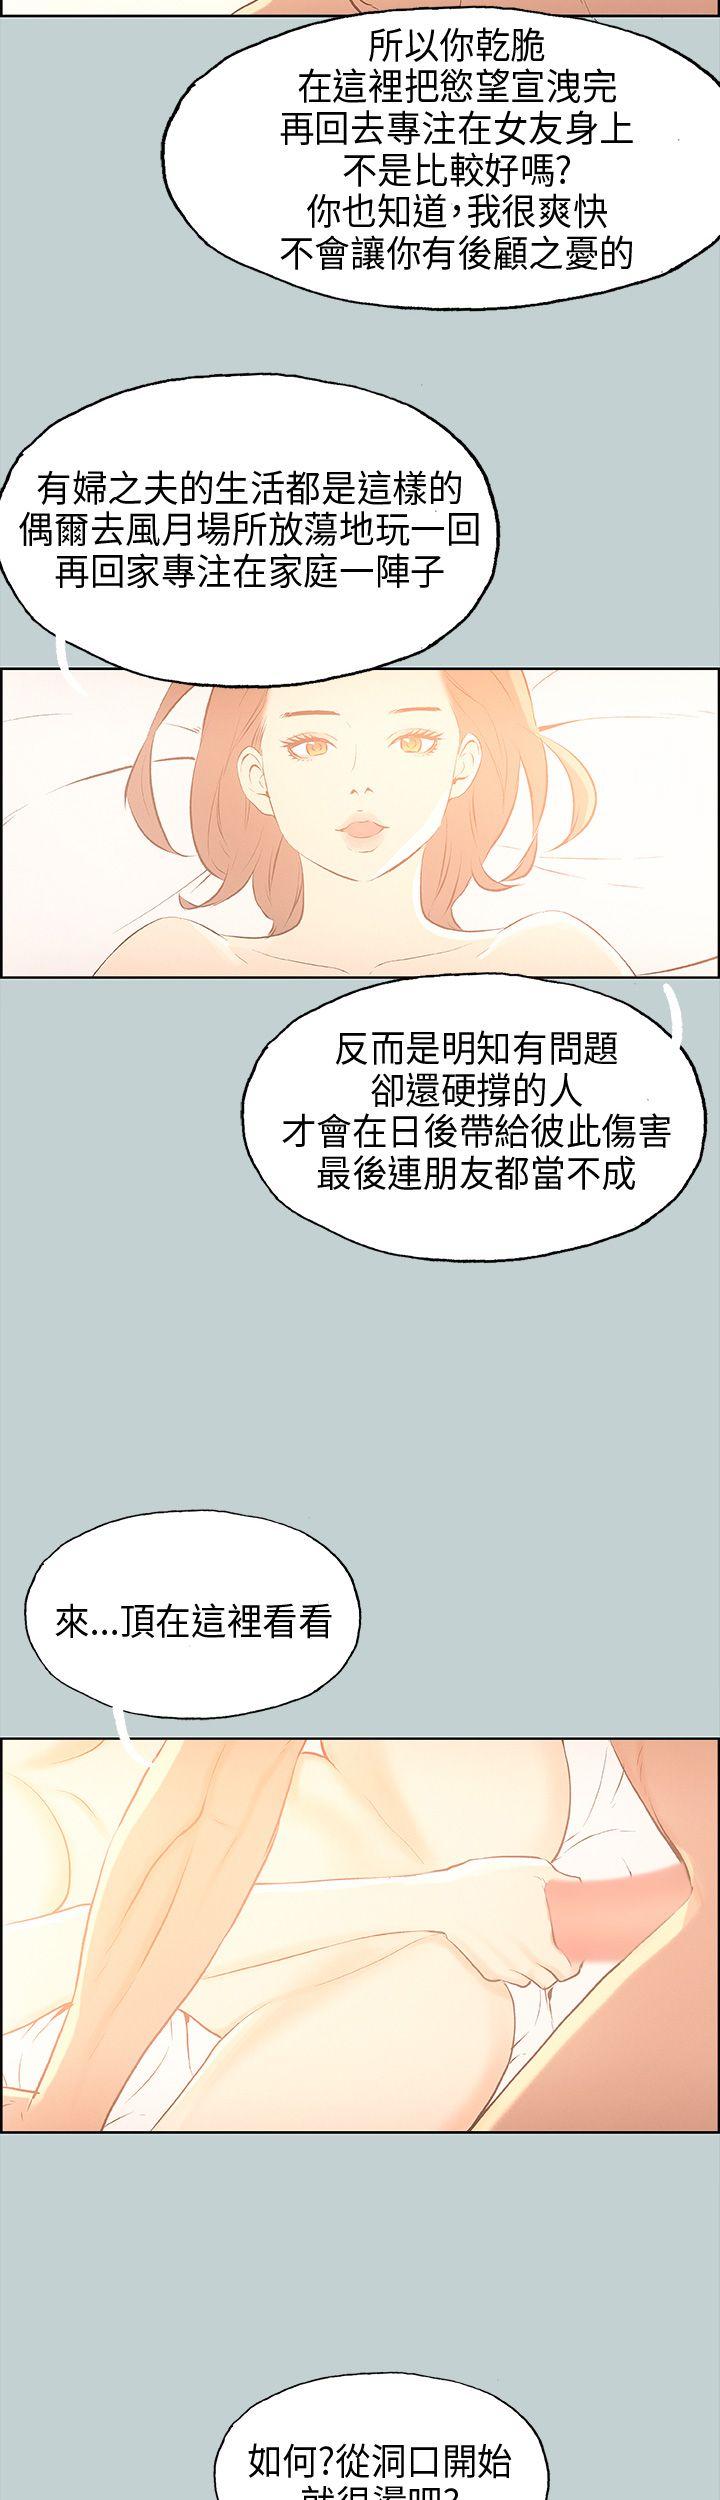 所以你乾脆
在這裡把慾望宣洩完
再回去專注在女友身上
不是比較好嗎?
你也知道,我很爽快
不會讓你有後顧之憂的
有婦之夫的生活都是這樣的
偶爾去風月場所放蕩地玩一回
再回家專注在家庭一陣子
反而是明知有問題
卻還硬撐的人
才會在日後帶給彼此傷害
最後連朋友都當不成
來...頂在這裡看看
如何?從洞口開始
就很燙吧?